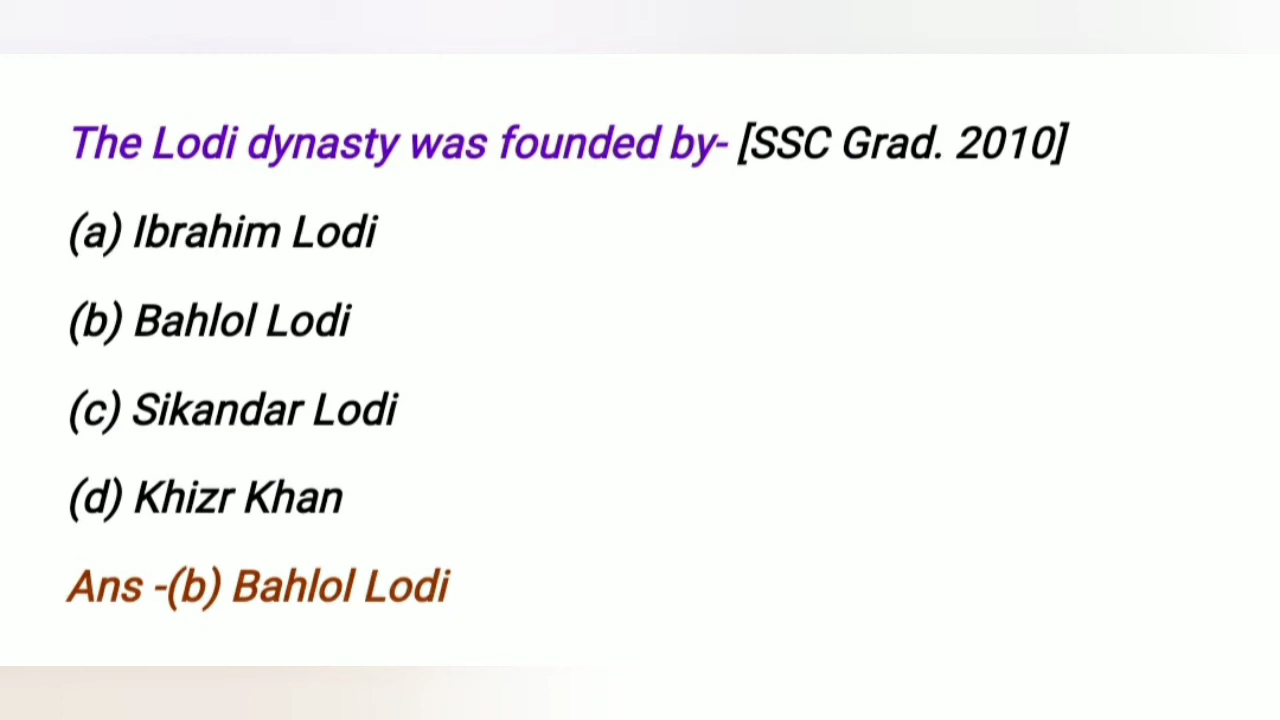 The Lodi dynasty was founded by- [SSC Grad. 2010]
(a) Ibrahim Lodi
(b) Bahlol Lodi
(c) Sikandar Lodi
(d) Khizr Khan
Ans -(b) Bahlol Lodi